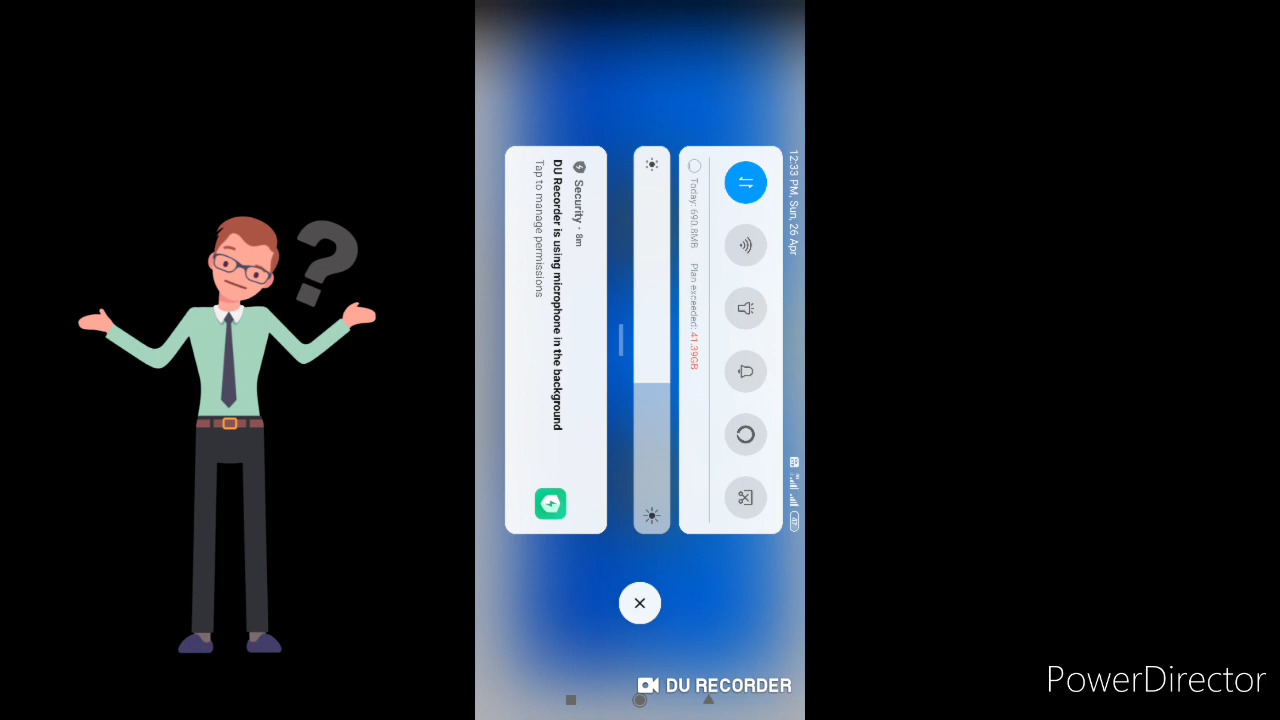 12:33 PM, Sun, 26 Apr
47
Today: 690.8MB Plan exceeded: 41.39GB
Security · 8m
DU Recorder is using microphone in the background
Tap to manage permissions
?
DU RECORDER
PowerDirector